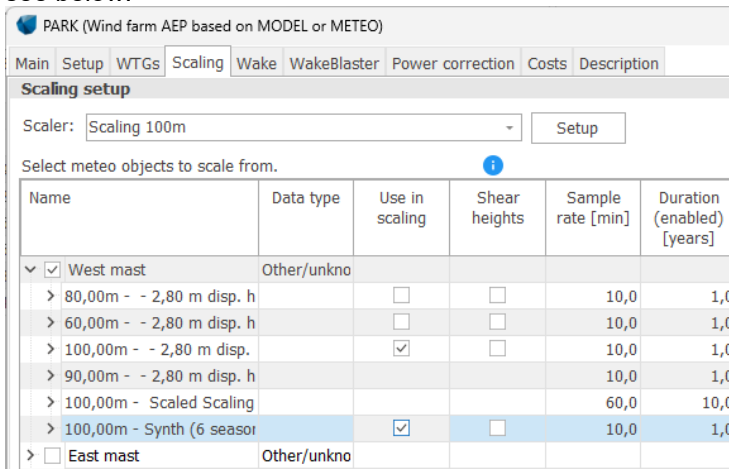 PARK (Wind farm AEP based on MODEL or METEO)
Main Setup WTGs Scaling Wake WakeBlaster Power correction Costs Description
Scaling setup
Scaler: Scaling 100m Setup
Select meteo objects to scale from.
Name Data type Use in scaling Shear heights Sample rate [min] Duration (enabled) [years]
West mast Other/unkno
80,00m - - 2,80 m disp. h 10,0 1,0
60,00m - - 2,80 m disp. h 10,0 1,0
100,00m - - 2,80 m disp. 10,0 1,0
90,00m - - 2,80 m disp. h 10,0 1,0
100,00m - Scaled Scaling 60,0 10,0
100,00m - Synth (6 season 10,0 1,0
East mast Other/unkno